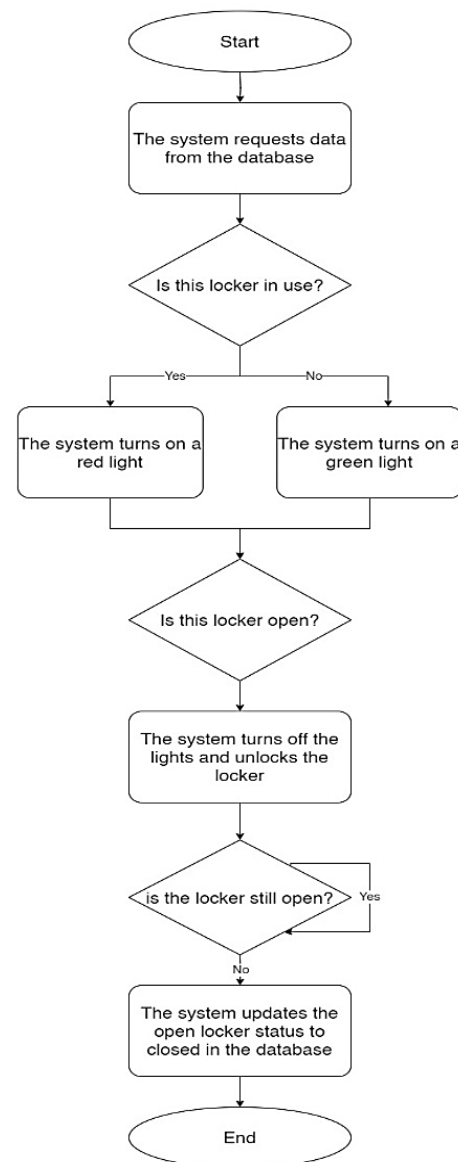 Start
The system requests data
from the database
Is this locker in use?
Yes
No
The system turns on a
red light
The system turns on a
green light
Is this locker open?
The system turns off the
lights and unlocks the
locker
is the locker still open?
Yes
No
The system updates the
open locker status to
closed in the database
End